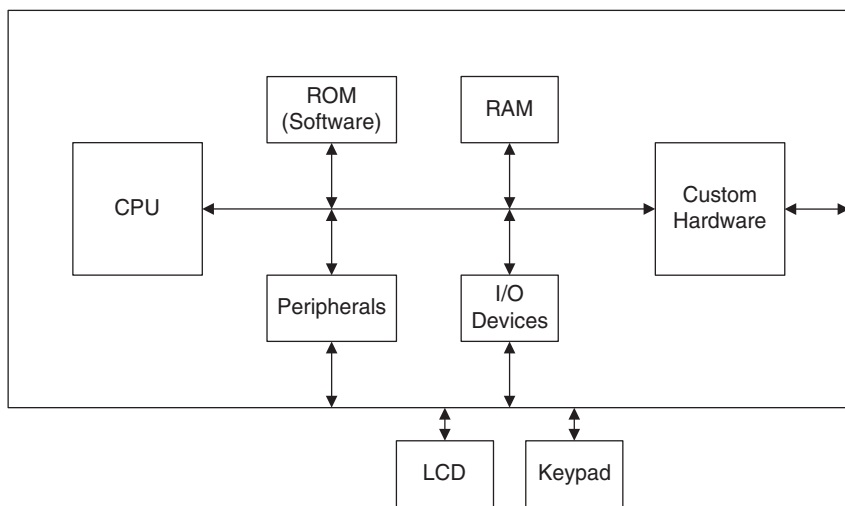 ROM
(Software)
RAM
CPU
Custom
Hardware
Peripherals
I/O
Devices
LCD
Keypad